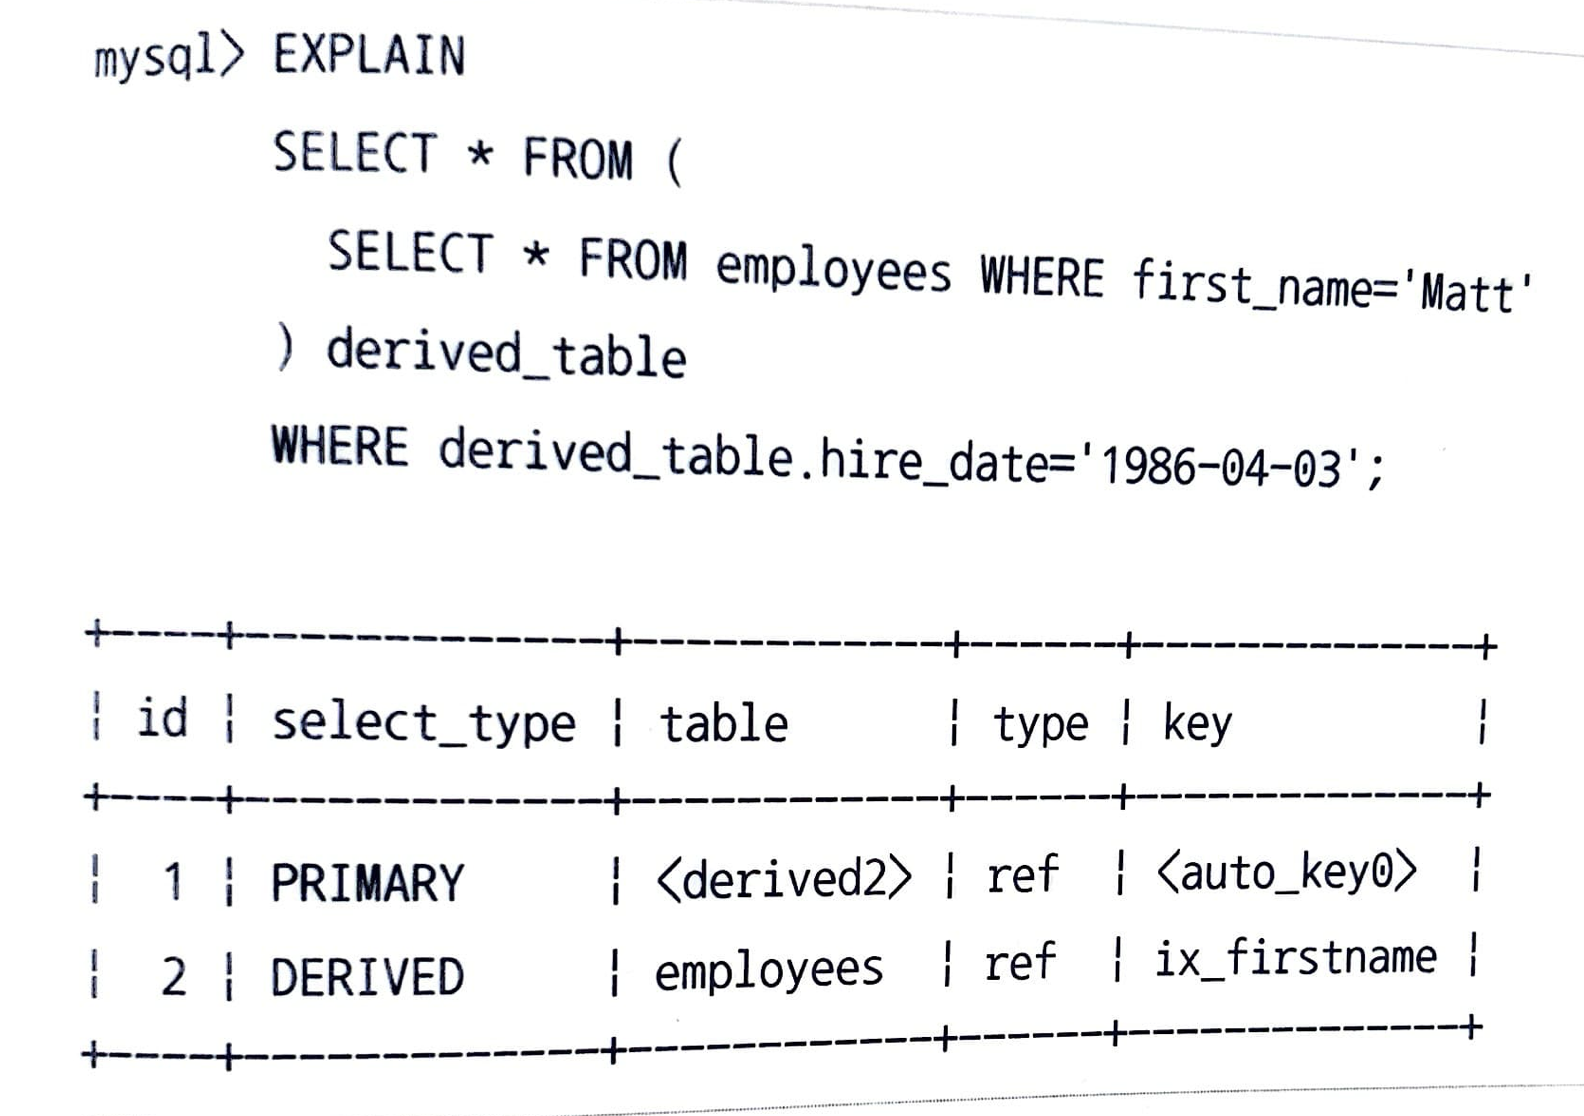 mysql> EXPLAIN
SELECT * FROM (
SELECT * FROM employees WHERE first_name='Matt'
) derived_table
WHERE derived_table.hire_date='1986-04-03';
+----+-------------+------------+------+--------------+
| id | select_type | table      | type | key          |
+----+-------------+------------+------+--------------+
|  1 | PRIMARY     | <derived2> | ref  | <auto_key0>  |
|  2 | DERIVED     | employees  | ref  | ix_firstname |
+----+-------------+------------+------+--------------+